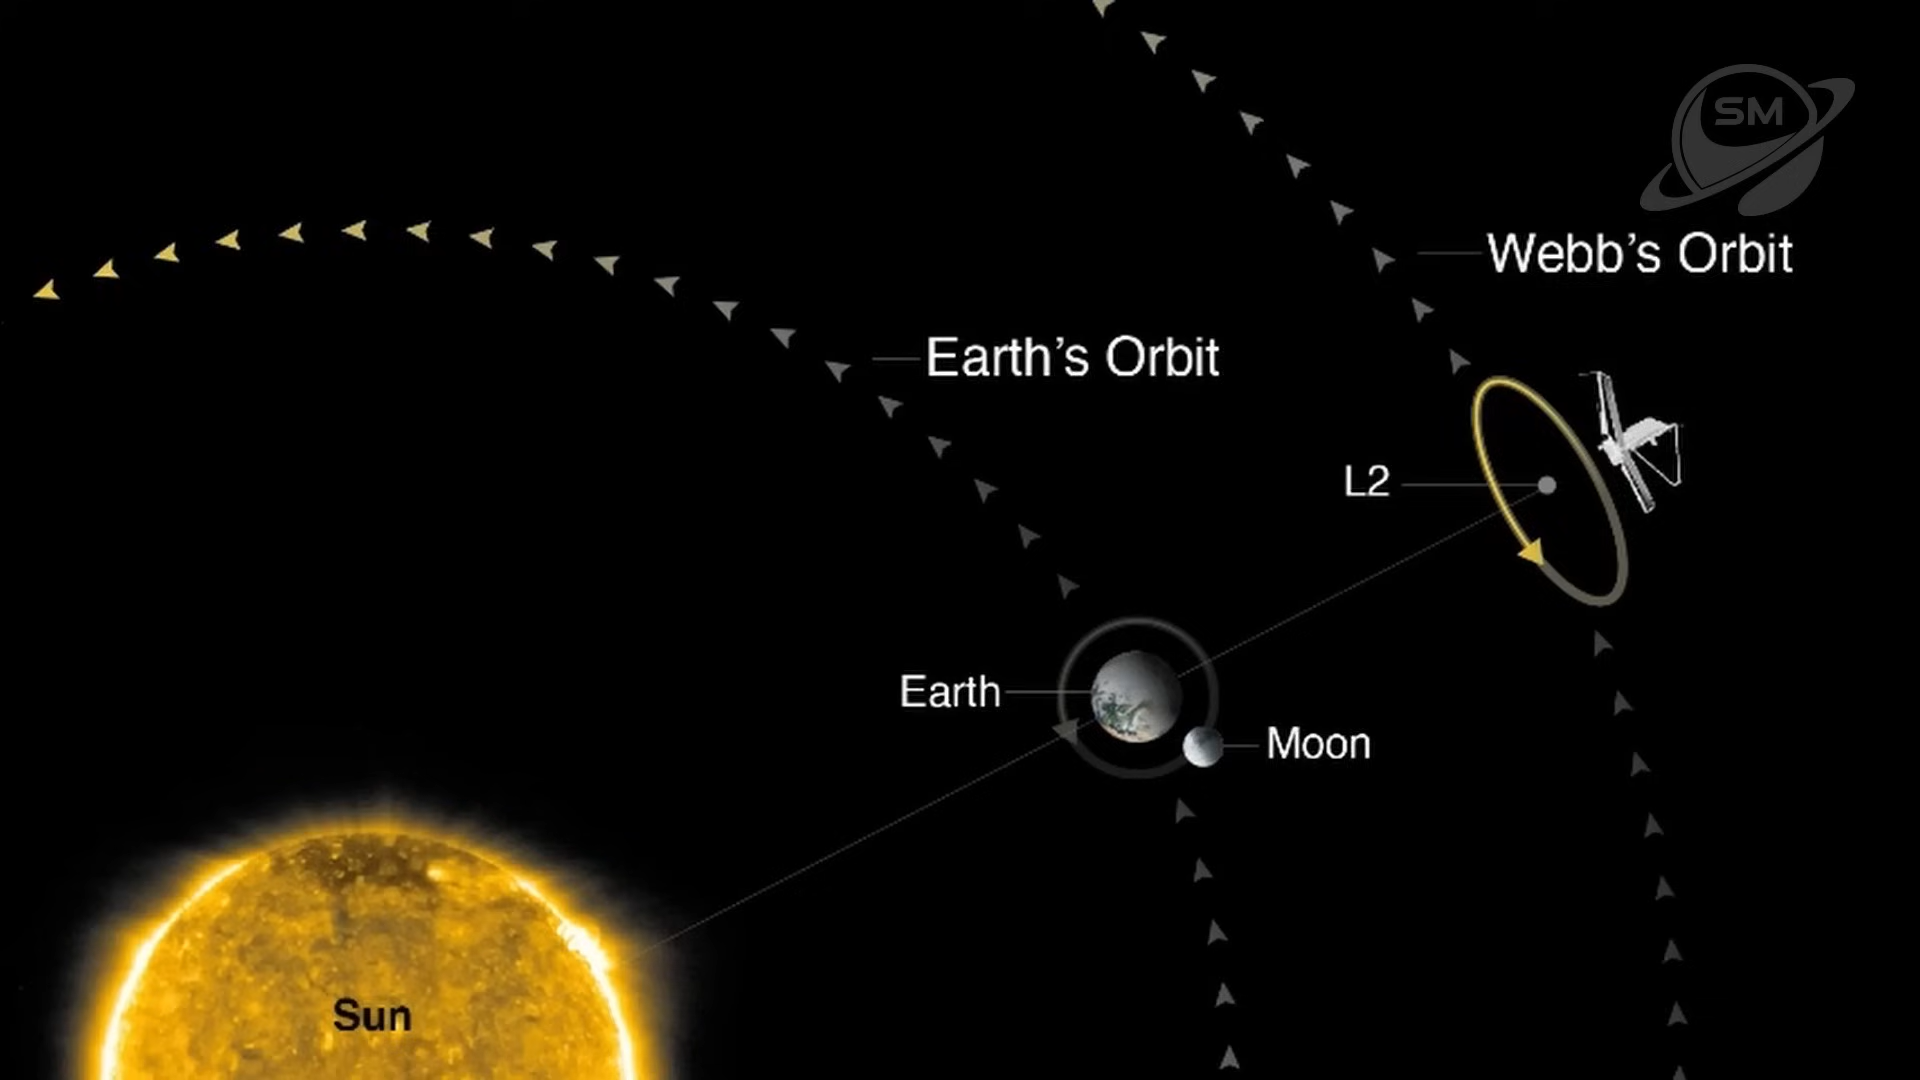 SM
Webb's Orbit
Earth's Orbit
L2
Earth
Moon
Sun